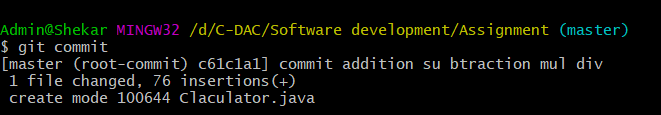 Admin@Shekar MINGW32 /d/C-DAC/Software development/Assignment (master)
$ git commit
[master (root-commit) c61c1a1] commit addition su btraction mul div
1 file changed, 76 insertions(+)
create mode 100644 Claculator.java